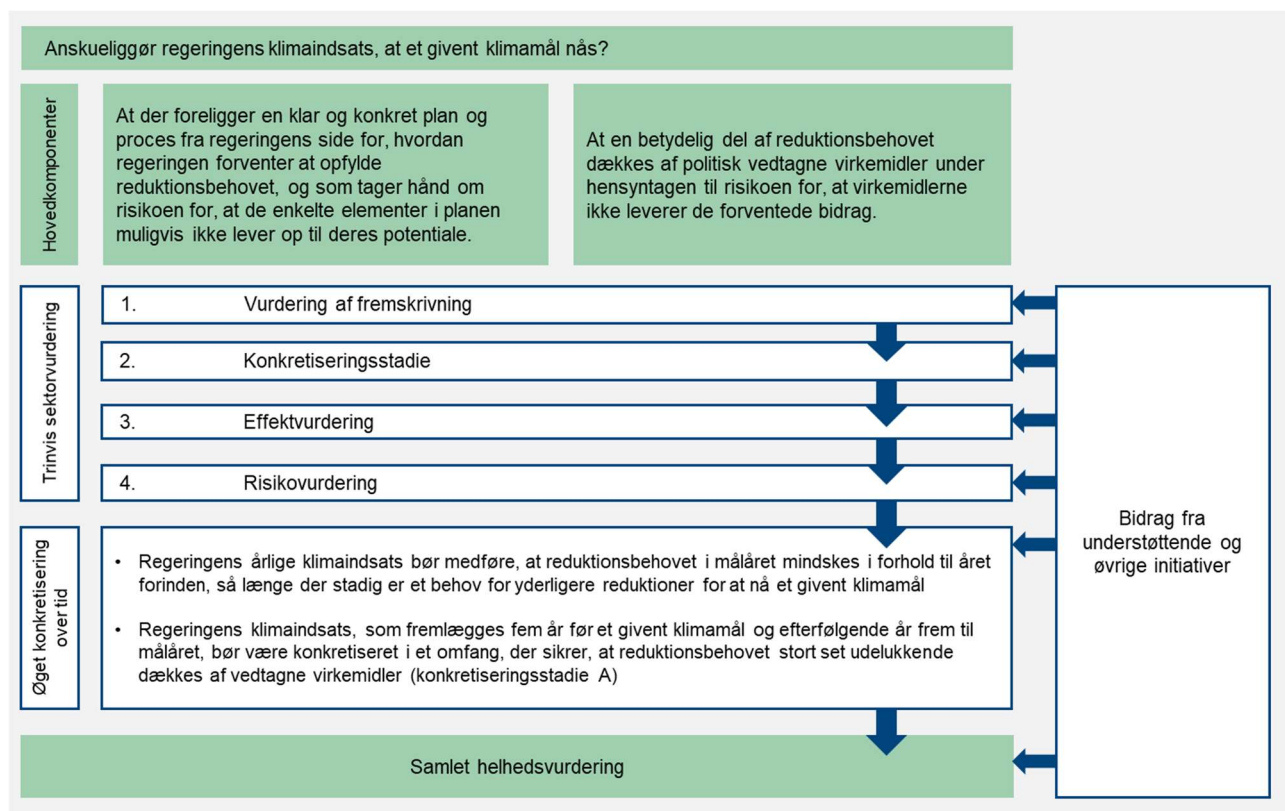 Anskueliggør regeringens klimaindsats, at et givent klimamål nås?
Hovedkomponenter
At der foreligger en klar og konkret plan og
proces fra regeringens side for, hvordan
regeringen forventer at opfylde
reduktionsbehovet, og som tager hånd om
risikoen for, at de enkelte elementer i planen
muligvis ikke lever op til deres potentiale.
At en betydelig del af reduktionsbehovet
dækkes af politisk vedtagne virkemidler under
hensyntagen til risikoen for, at virkemidlerne
ikke leverer de forventede bidrag.
Trinvis sektorvurdering
1. Vurdering af fremskrivning
2. Konkretiseringsstadie
3. Effektvurdering
4. Risikovurdering
Øget konkretisering
over tid
• Regeringens årlige klimaindsats bør medføre, at reduktionsbehovet i målåret mindskes i forhold til året
forinden, så længe der stadig er et behov for yderligere reduktioner for at nå et givent klimamål
• Regeringens klimaindsats, som fremlægges fem år før et givent klimamål og efterfølgende år frem til
målåret, bør være konkretiseret i et omfang, der sikrer, at reduktionsbehovet stort set udelukkende
dækkes af vedtagne virkemidler (konkretiseringsstadie A)
Bidrag fra
understøttende og
øvrige initiativer
Samlet helhedsvurdering